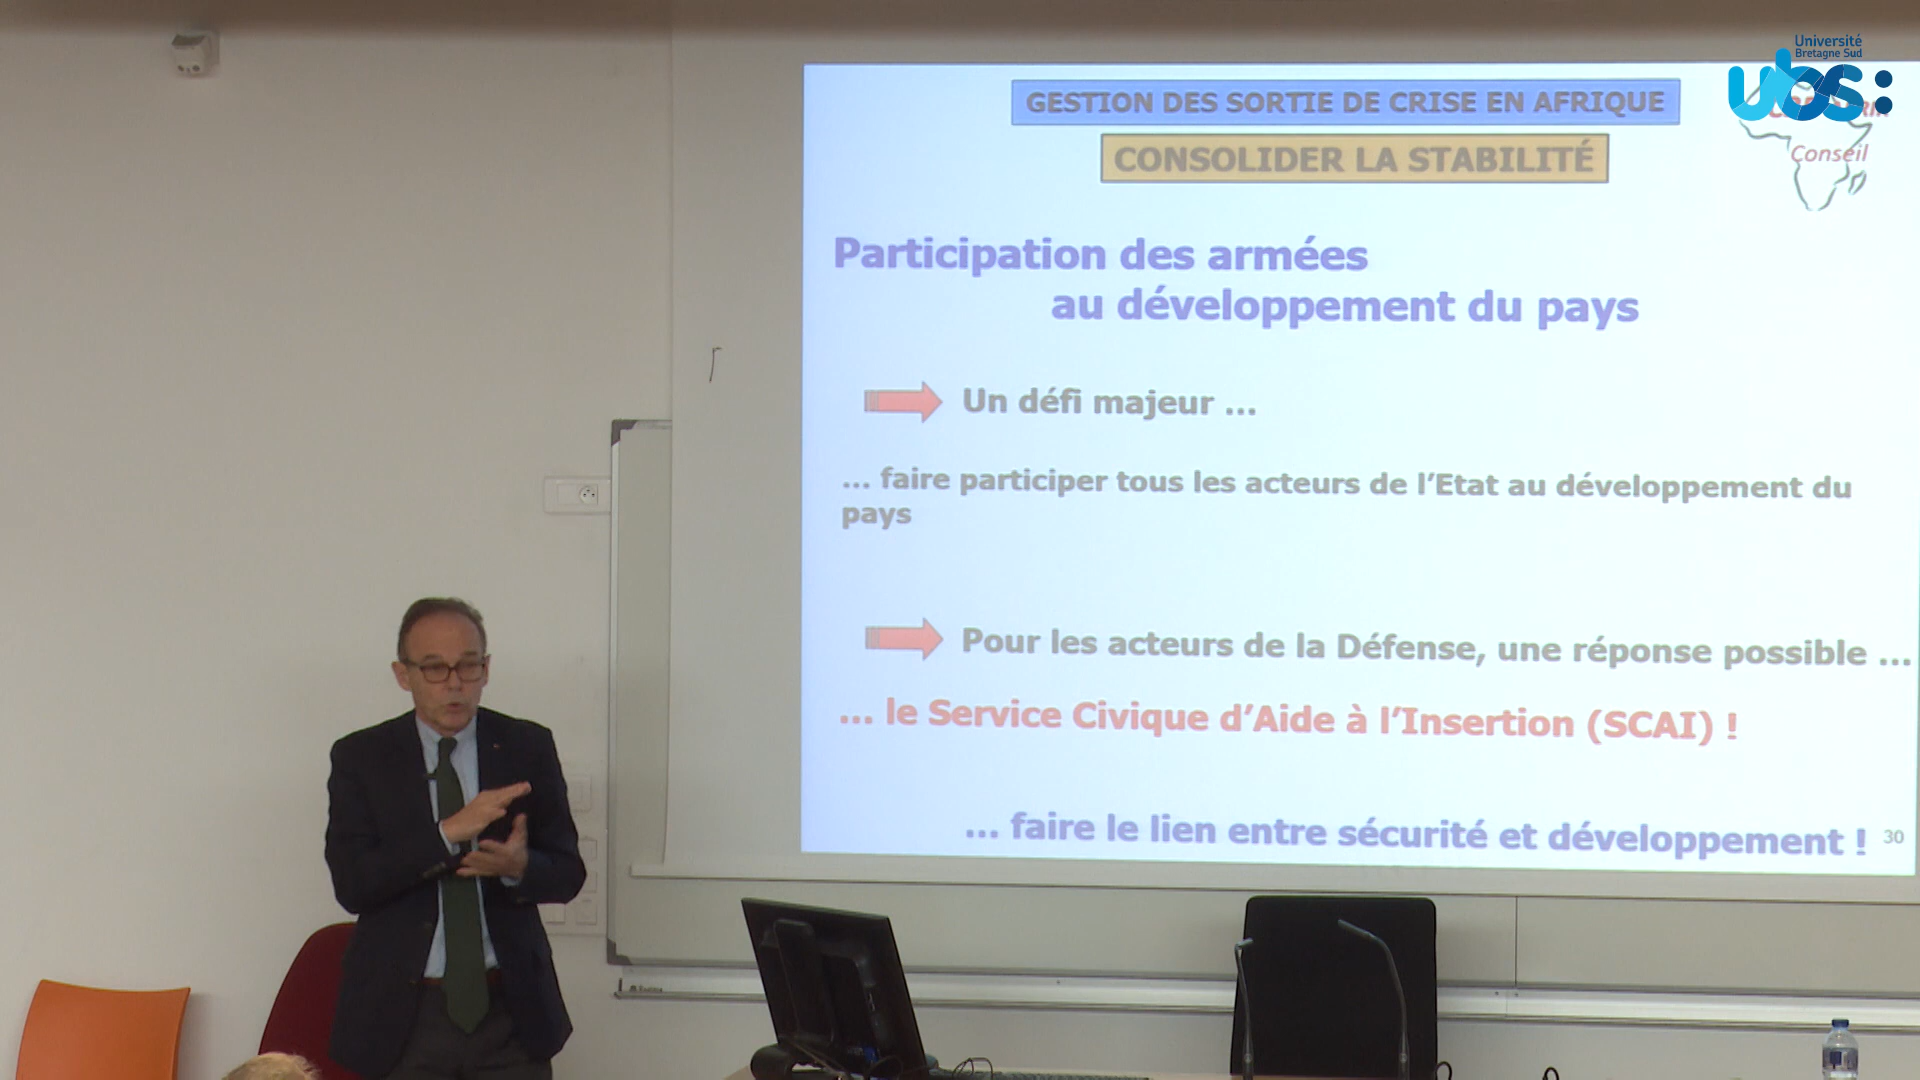 Université
Bretagne Sud
ubs:
GESTION DES SORTIE DE CRISE EN AFRIQUE
CONSOLIDER LA STABILITÉ
Conseil
Participation des armées
au développement du pays
Un défi majeur ...
... faire participer tous les acteurs de l'Etat au développement du
pays
Pour les acteurs de la Défense, une réponse possible ...
... le Service Civique d'Aide à l'Insertion (SCAI) !
... faire le lien entre sécurité et développement !
30